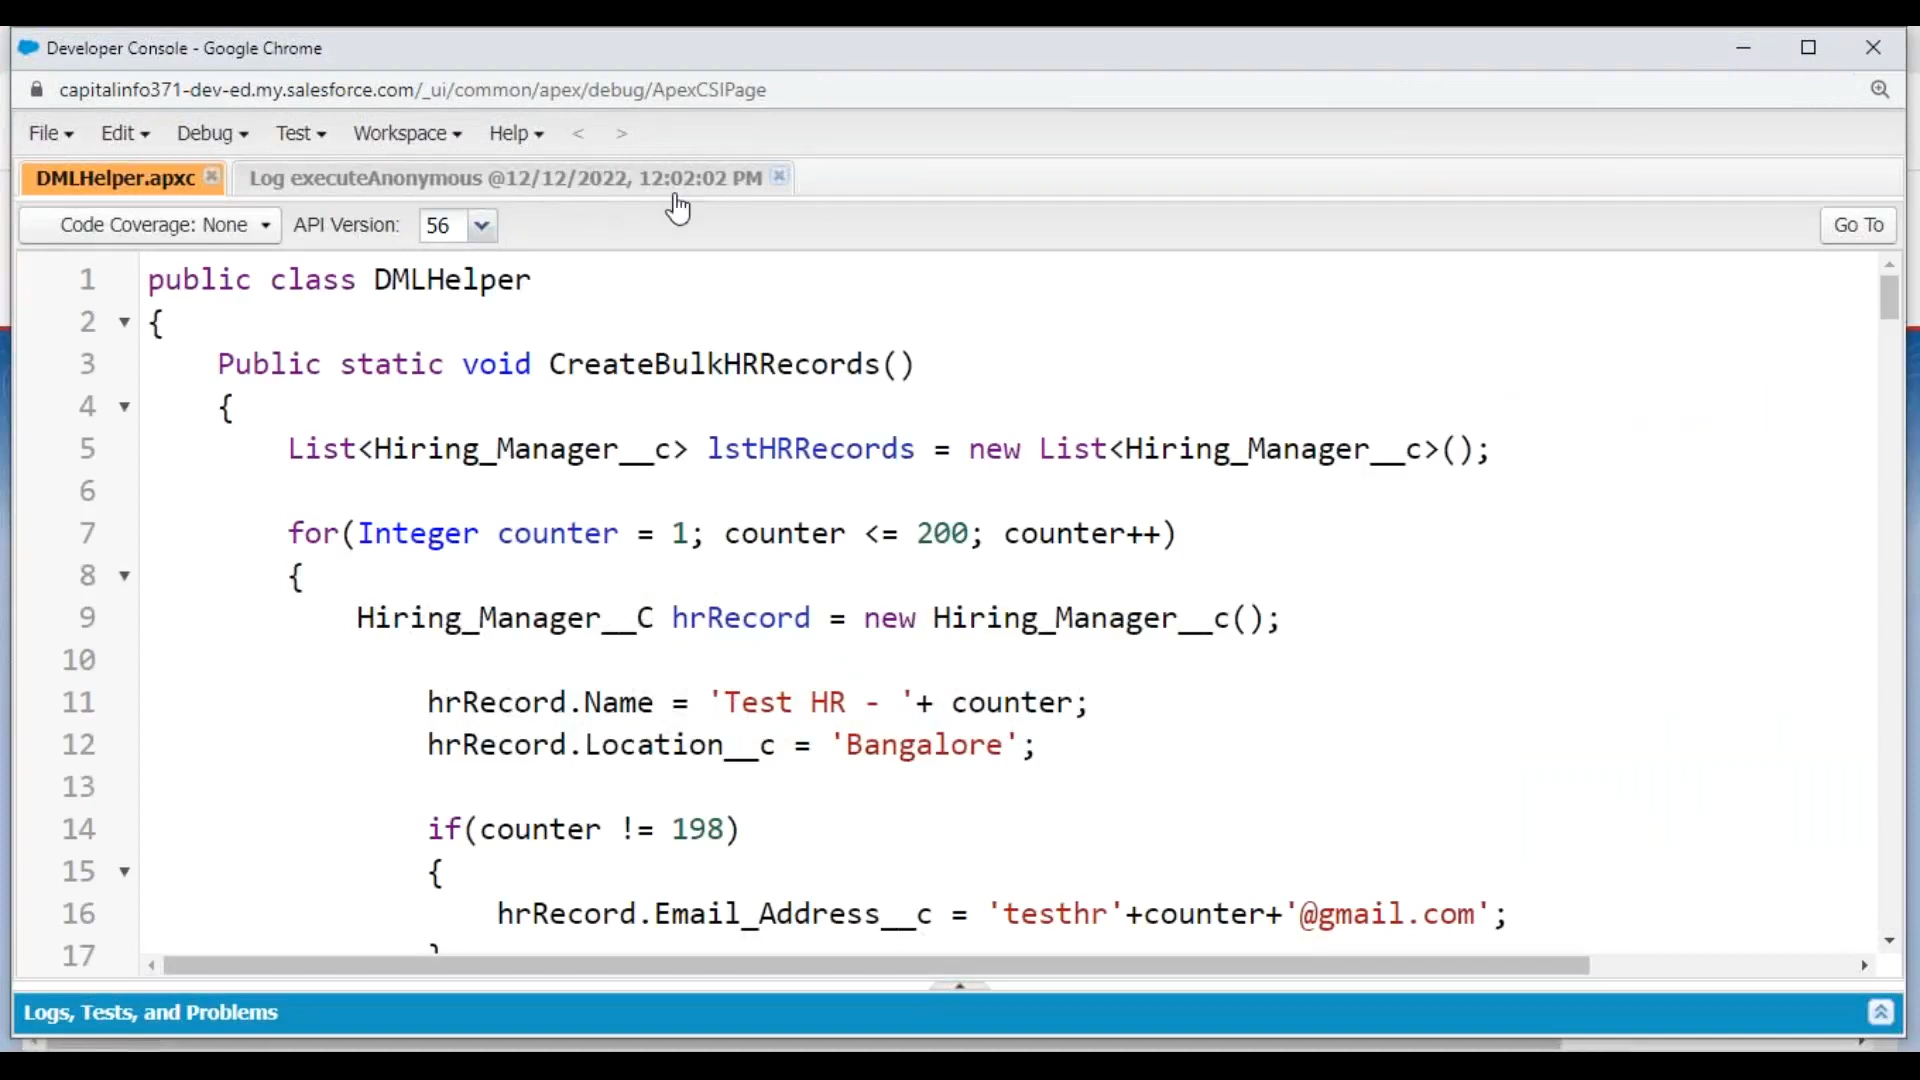 Developer Console - Google Chrome
capitalinfo371-dev-ed.my.salesforce.com/_ui/common/apex/debug/ApexCSIPage
File Edit Debug Test Workspace Help < >
DMLHelper.apxc Log executeAnonymous @12/12/2022, 12:02:02 PM
Code Coverage: None API Version: 56 Go To
1 public class DMLHelper
2 {
3 Public static void CreateBulkHRRecords()
4 {
5 List<Hiring_Manager__c> lstHRRecords = new List<Hiring_Manager__c>();
6
7 for(Integer counter = 1; counter <= 200; counter++)
8 {
9 Hiring_Manager__C hrRecord = new Hiring_Manager__c();
10
11 hrRecord.Name = 'Test HR - '+ counter;
12 hrRecord.Location__c = 'Bangalore';
13
14 if(counter != 198)
15 {
16 hrRecord.Email_Address__c = 'testhr'+counter+'@gmail.com';
17 }
Logs, Tests, and Problems